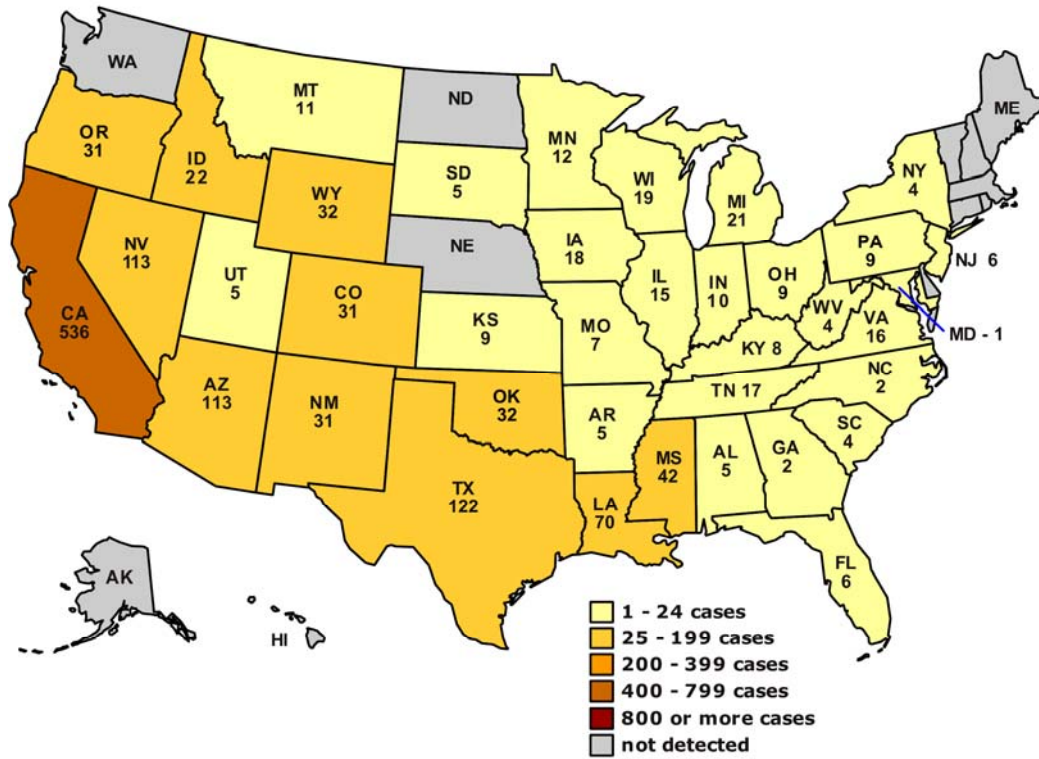 WA
MT
11
ND
ME
OR
31
ID
22
MN
12
SD
5
WI
19
MI
21
NY
4
WY
32
NE
IA
18
PA
9
NJ 6
NV
113
UT
5
CO
31
IL
15
IN
10
OH
9
WV
4
VA
16
MD - 1
CA
536
KS
9
MO
7
KY 8
NC
2
AZ
113
NM
31
OK
32
TN 17
AR
5
SC
4
MS
42
AL
5
GA
2
TX
122
LA
70
FL
6
AK
HI
1 - 24 cases
25 - 199 cases
200 - 399 cases
400 - 799 cases
800 or more cases
not detected